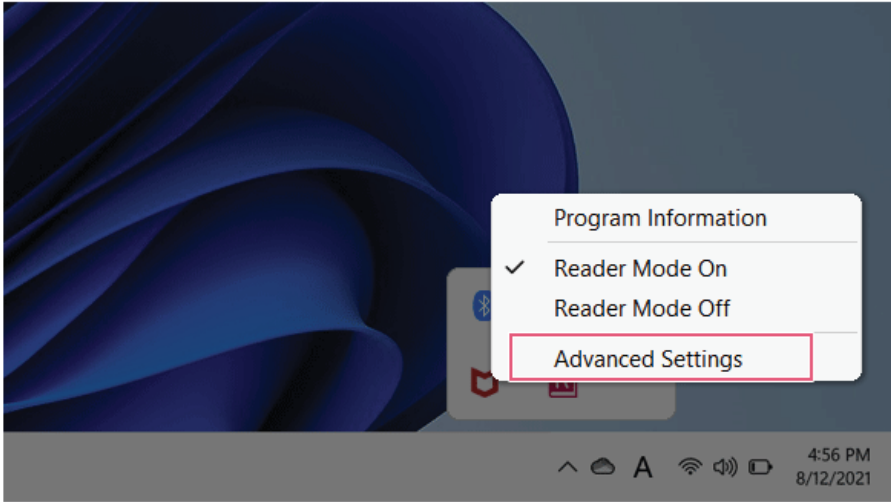 Program Information
Reader Mode On
Reader Mode Off
Advanced Settings
A
4:56 PM
8/12/2021